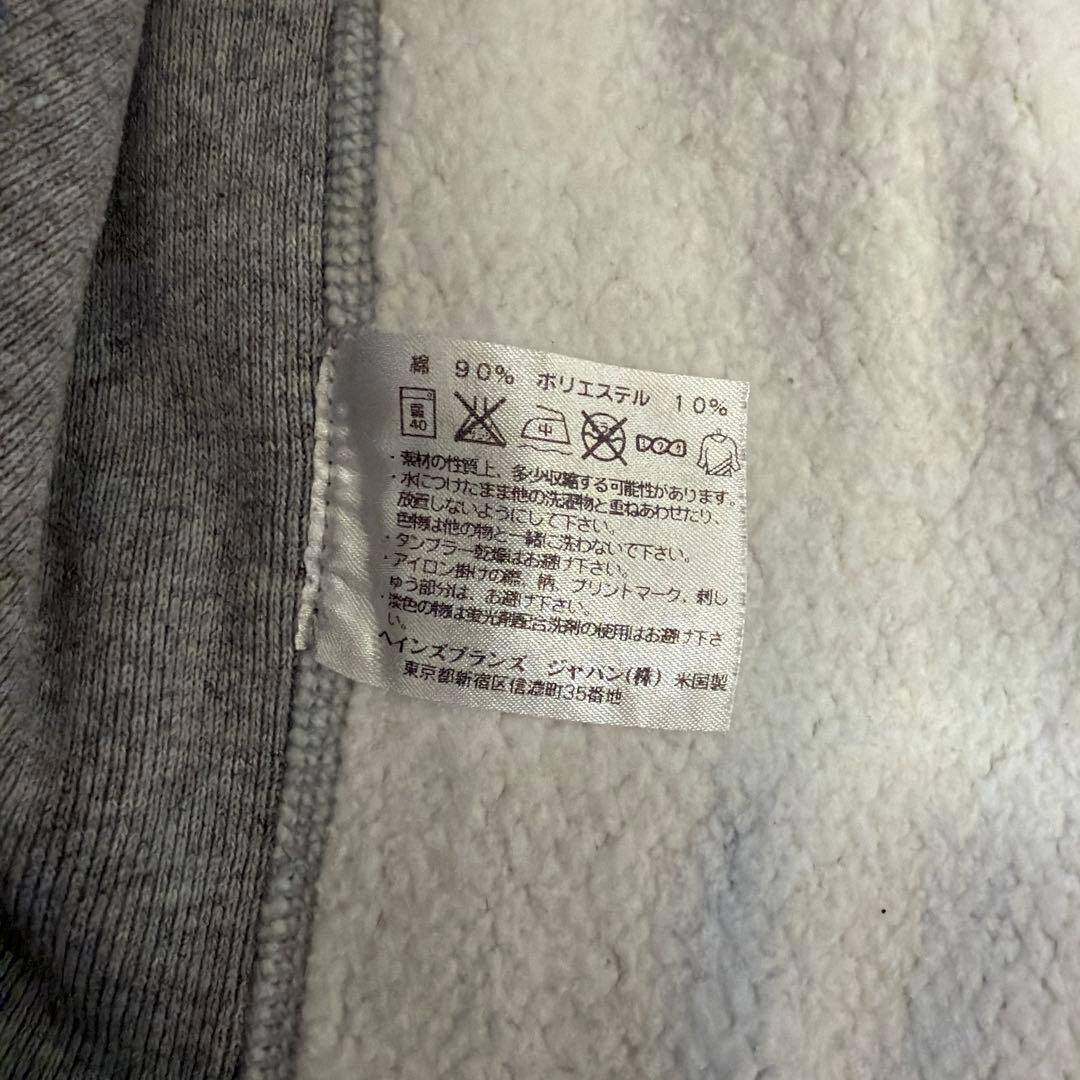 綿 90% ポリエステル 10%
40 中
・素材の性質上、多少収縮する可能性があります。
・水につけたまま他の洗濯物と重ねあわせたり、
放置しないようにして下さい。
色物は他の物と一緒に洗わないで下さい。
・タンブラー乾燥はお避け下さい。
・アイロン掛けの際、柄、プリントマーク、刺し
ゅう部分は、お避け下さい。
・淡色の物は蛍光剤配合洗剤の使用はお避け下さ
い。
ヘインズブランズ ジャパン(株) 米国製
東京都新宿区信濃町35番地